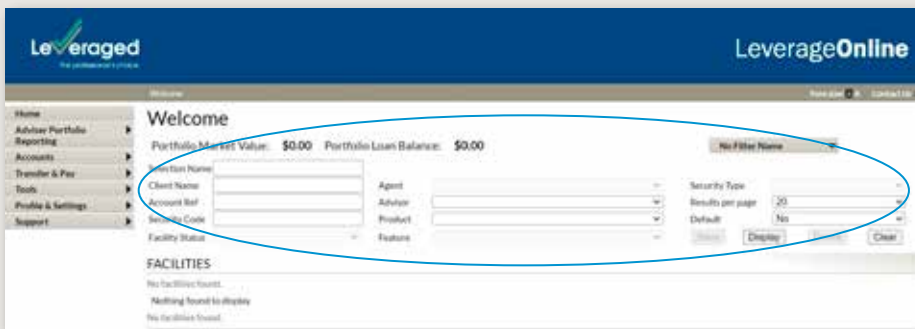 Leveraged
LeverageOnline
Welcome
Contact Us
Home
Adviser Portfolio
Reporting
Accounts
Transfer & Pay
Tools
Profile & Settings
Support
Welcome
Portfolio Market Value: $0.00 Portfolio Loan Balance: $0.00
No Filter Name
Selection Name
Client Name Agent Security Type
Account Ref Advisor Results per page 20
Security Code Product Default No
Facility Status Feature Display Clear
FACILITIES
No facilities found.
Nothing found to display
No facilities found.